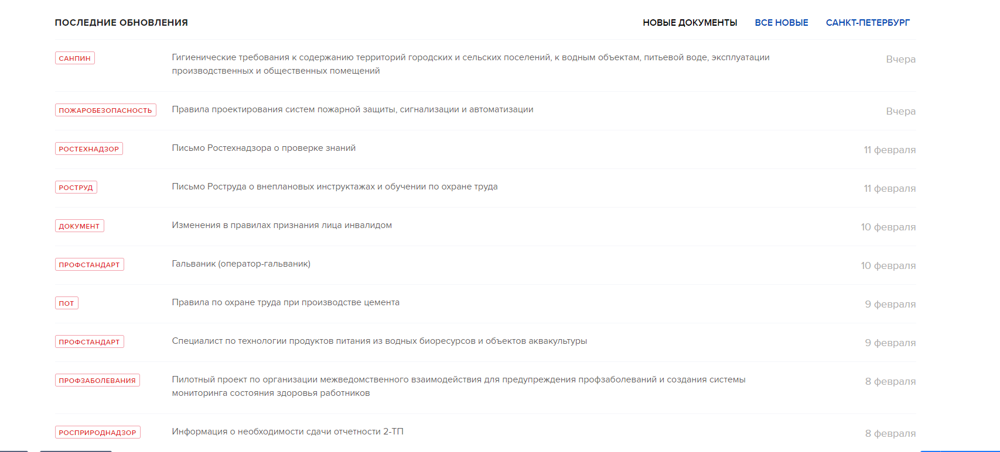 ПОСЛЕДНИЕ ОБНОВЛЕНИЯ НОВЫЕ ДОКУМЕНТЫ ВСЕ НОВЫЕ САНКТ-ПЕТЕРБУРГ
САНПИН Гигиенические требования к содержанию территорий городских и сельских поселений, к водным объектам, питьевой воде, эксплуатации Вчера
производственных и общественных помещений
ПОЖАРОБЕЗОПАСНОСТЬ Правила проектирования систем пожарной защиты, сигнализации и автоматизации Вчера
РОСТЕХНАДЗОР Письмо Ростехнадзора о проверке знаний 11 февраля
РОСТРУД Письмо Роструда о внеплановых инструктажах и обучении по охране труда 11 февраля
ДОКУМЕНТ Изменения в правилах признания лица инвалидом 10 февраля
ПРОФСТАНДАРТ Гальваник (оператор-гальваник) 10 февраля
ПОТ Правила по охране труда при производстве цемента 9 февраля
ПРОФСТАНДАРТ Специалист по технологии продуктов питания из водных биоресурсов и объектов аквакультуры 9 февраля
ПРОФЗАБОЛЕВАНИЯ Пилотный проект по организации межведомственного взаимодействия для предупреждения профзаболеваний и создания системы 8 февраля
мониторинга состояния здоровья работников
РОСПРИРОДНАДЗОР Информация о необходимости сдачи отчетности 2-ТП 8 февраля